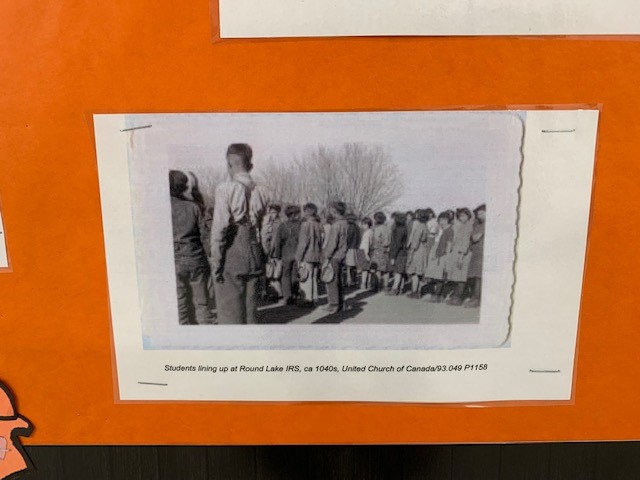 Students lining up at Round Lake IRS, ca 1040s, United Church of Canada/93.049 P1158